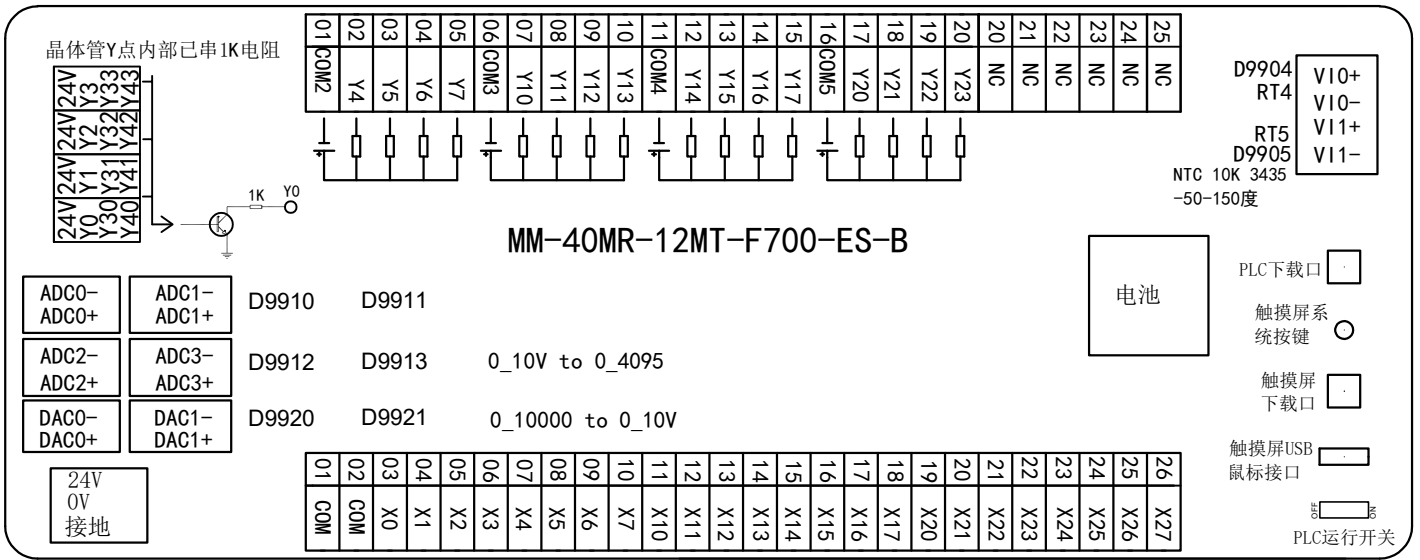 晶体管Y点内部已串1K电阻
24V 24V 24V 24V
Y0 Y1 Y2 Y3
Y30 Y31 Y32 Y33
Y40 Y41 Y42 Y43
1K Y0
01 02 03 04 05 06 07 08 09 10 11 12 13 14 15 16 17 18 19 20 20 21 22 23 24 25
COM2 Y4 Y5 Y6 Y7 COM3 Y10 Y11 Y12 Y13 COM4 Y14 Y15 Y16 Y17 COM5 Y20 Y21 Y22 Y23 NC NC NC NC NC NC
D9904 VI0+
RT4 VI0-
RT5 VI1+
D9905 VI1-
NTC 10K 3435
-50-150度
MM-40MR-12MT-F700-ES-B
ADC0- ADC1-
ADC0+ ADC1+
D9910 D9911
ADC2- ADC3-
ADC2+ ADC3+
D9912 D9913 0_10V to 0_4095
DAC0- DAC1-
DAC0+ DAC1+
D9920 D9921 0_10000 to 0_10V
24V
0V
接地
电池
PLC下载口
触摸屏系
统按键
触摸屏
下载口
触摸屏USB
鼠标接口
OFF ON
PLC运行开关
01 02 03 04 05 06 07 08 09 10 11 12 13 14 15 16 17 18 19 20 21 22 23 24 25 26
COM COM X0 X1 X2 X3 X4 X5 X6 X7 X10 X11 X12 X13 X14 X15 X16 X17 X20 X21 X22 X23 X24 X25 X26 X27